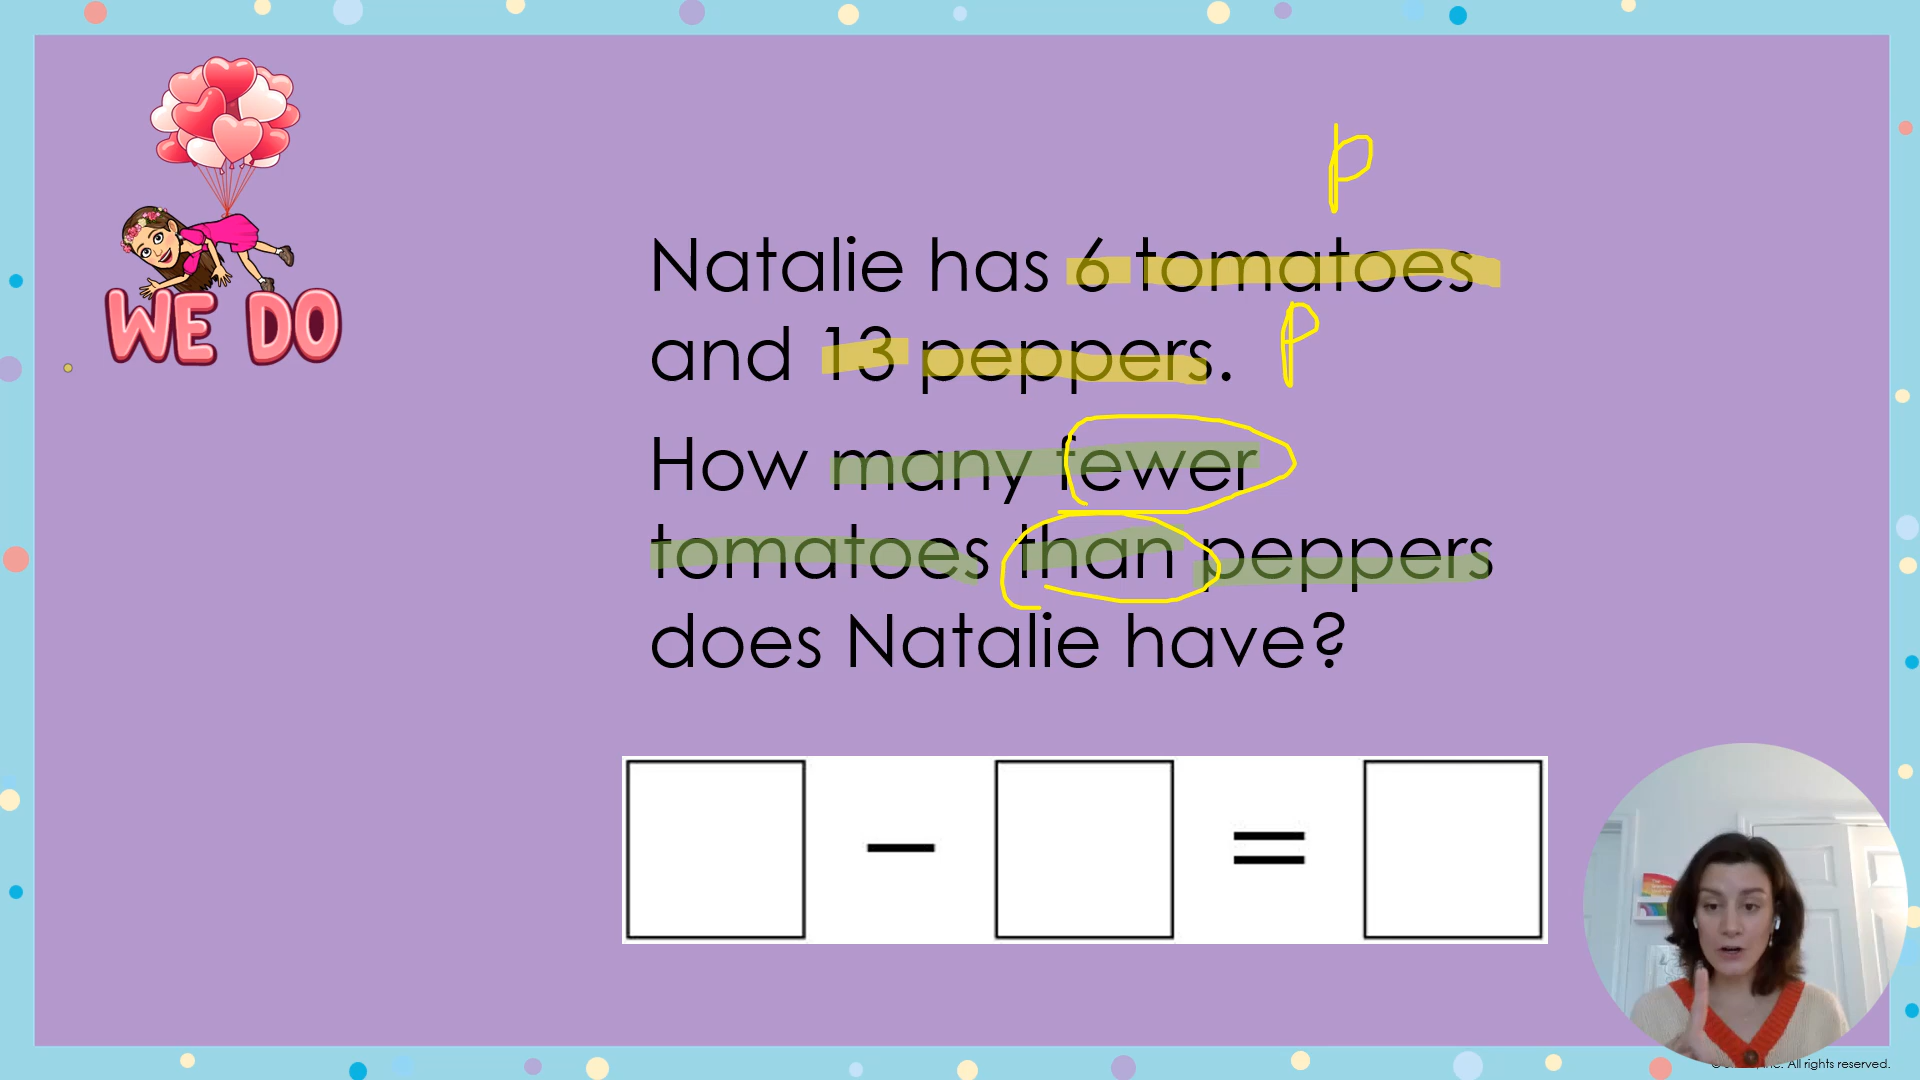 WE DO
p
Natalie has 6 tomatoes
and 13 peppers. p
How many fewer
tomatoes than peppers
does Natalie have?
− =
All rights reserved.